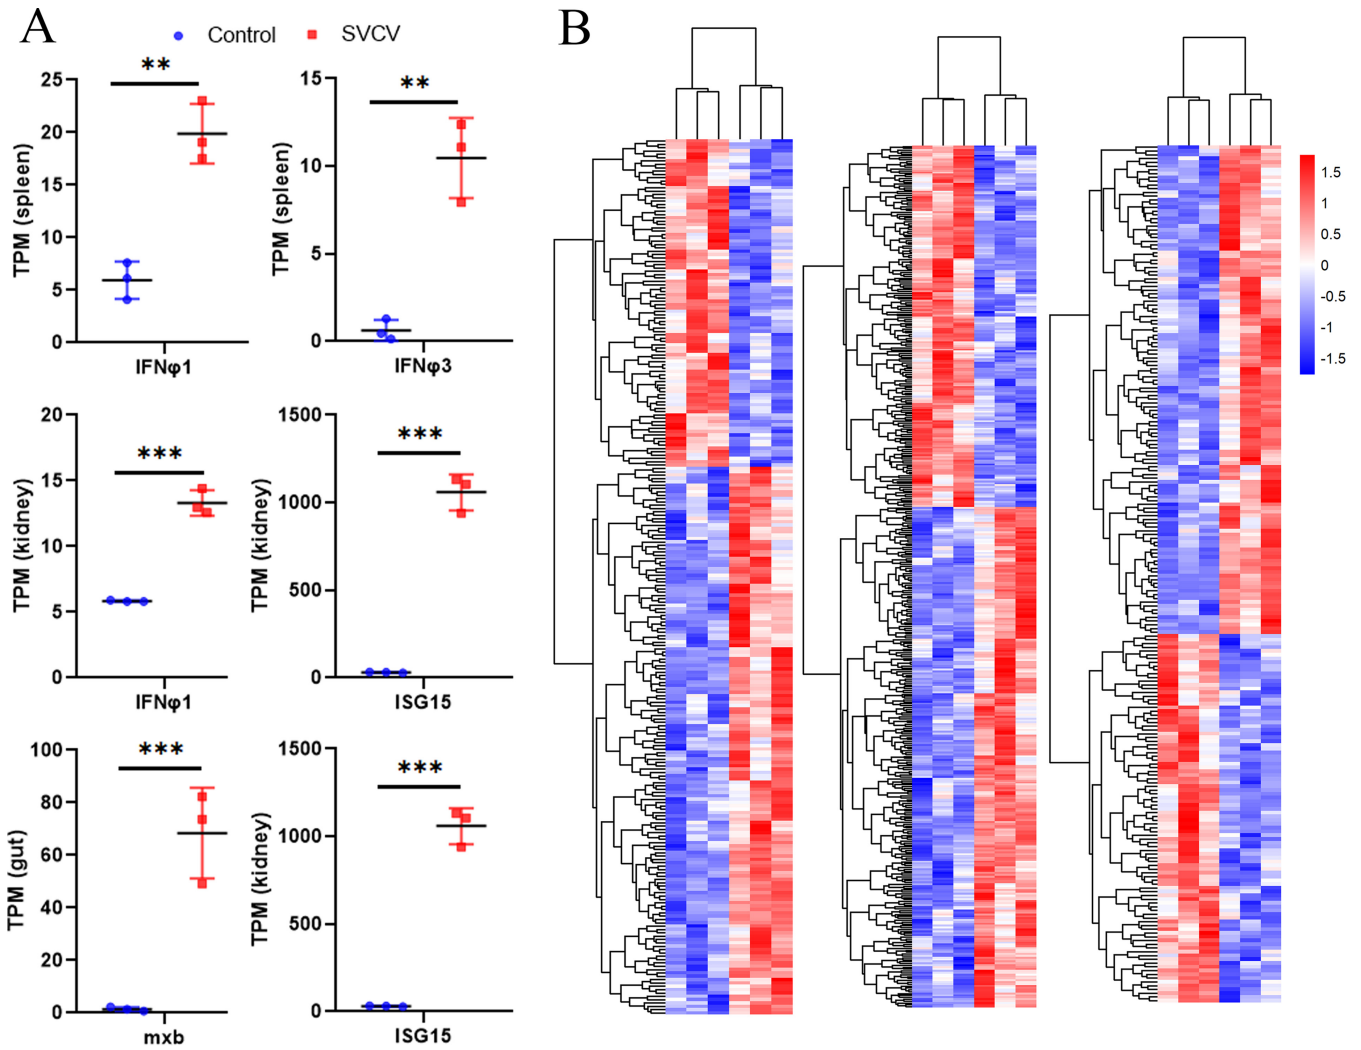 A
Control
SVCV
B
**
25
20
15
10
5
0
TPM (spleen)
IFNφ1
**
15
10
5
0
TPM (spleen)
IFNφ3
***
20
15
10
5
0
TPM (kidney)
IFNφ1
***
1500
1000
500
0
TPM (kidney)
ISG15
***
100
80
60
40
20
0
TPM (gut)
mxb
***
1500
1000
500
0
TPM (kidney)
ISG15
1.5
1
0.5
0
-0.5
-1
-1.5